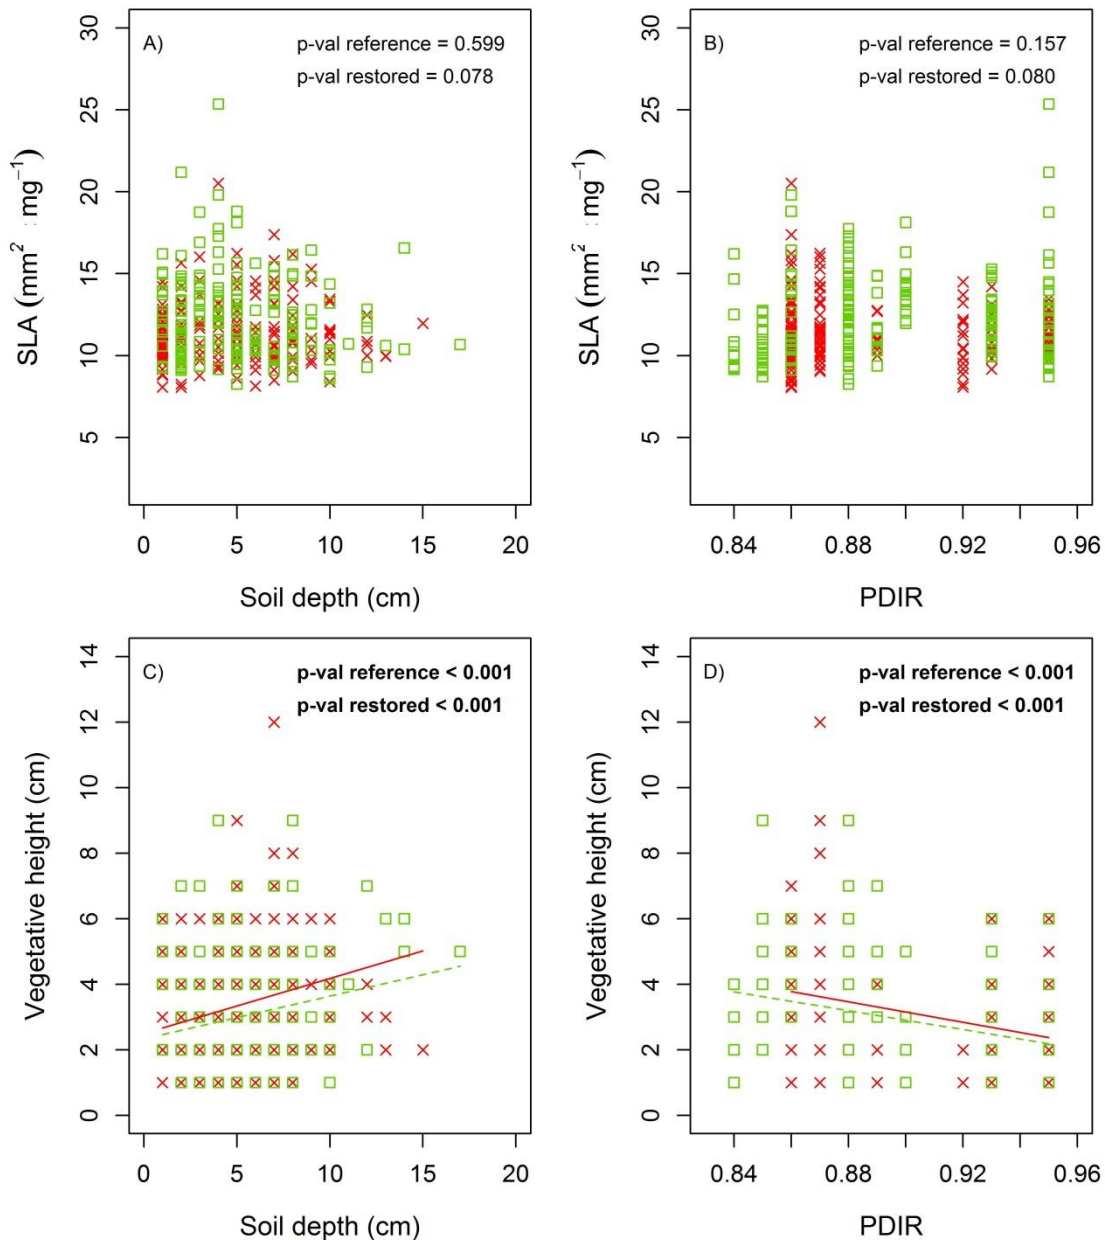 A)
p-val reference = 0.599
p-val restored = 0.078
SLA (mm² : mg⁻¹)
30
25
20
15
10
5
0 5 10 15 20
Soil depth (cm)
B)
p-val reference = 0.157
p-val restored = 0.080
SLA (mm² : mg⁻¹)
30
25
20
15
10
5
0.84 0.88 0.92 0.96
PDIR
C)
p-val reference < 0.001
p-val restored < 0.001
Vegetative height (cm)
14
12
10
8
6
4
2
0
0 5 10 15 20
Soil depth (cm)
D)
p-val reference < 0.001
p-val restored < 0.001
Vegetative height (cm)
14
12
10
8
6
4
2
0
0.84 0.88 0.92 0.96
PDIR